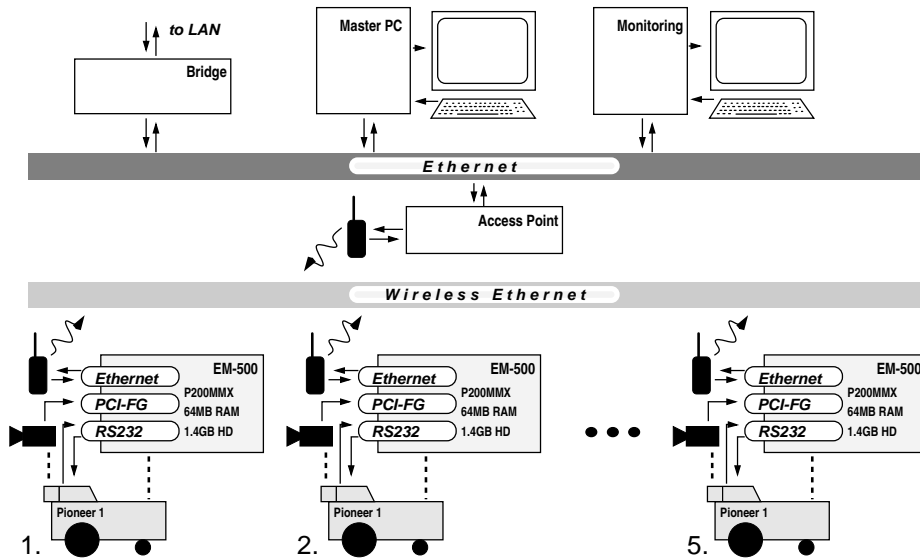 to LAN
Bridge
Master PC
Monitoring
Ethernet
Access Point
Wireless Ethernet
EM-500
Ethernet
P200MMX
PCI-FG
64MB RAM
RS232
1.4GB HD
Pioneer 1
1.
EM-500
Ethernet
P200MMX
PCI-FG
64MB RAM
RS232
1.4GB HD
Pioneer 1
2.
EM-500
Ethernet
P200MMX
PCI-FG
64MB RAM
RS232
1.4GB HD
Pioneer 1
5.